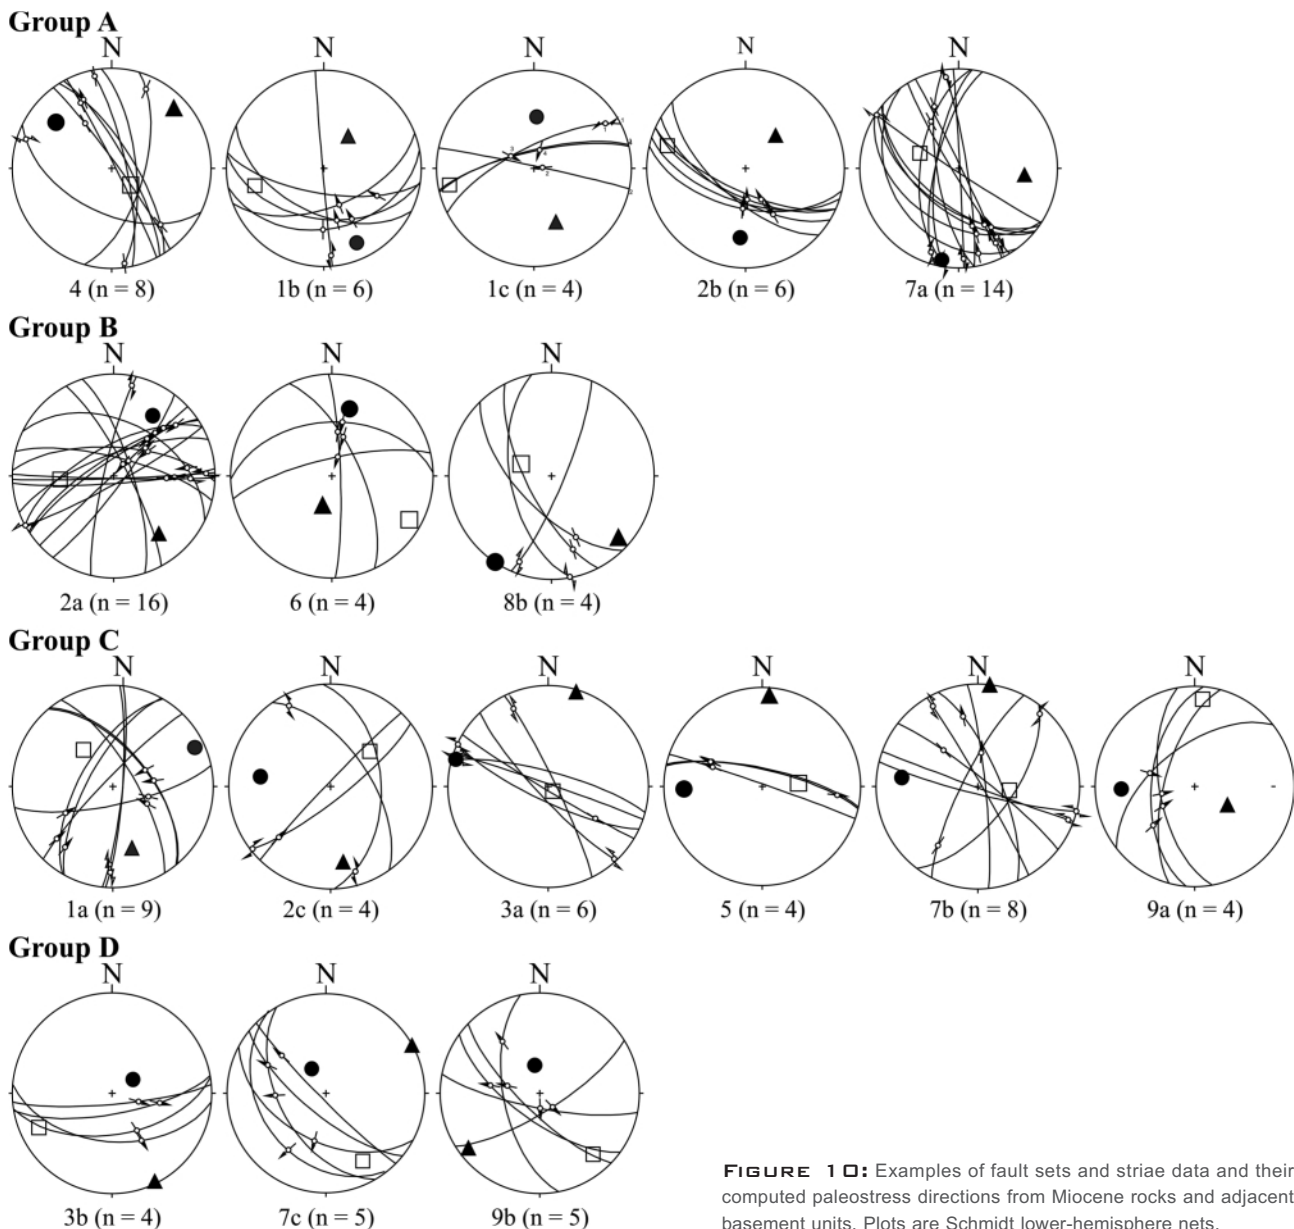 Group A
N N N N N
4 (n = 8) 1b (n = 6) 1c (n = 4) 2b (n = 6) 7a (n = 14)
Group B
N N N
2a (n = 16) 6 (n = 4) 8b (n = 4)
Group C
N N N N N N
1a (n = 9) 2c (n = 4) 3a (n = 6) 5 (n = 4) 7b (n = 8) 9a (n = 4)
Group D
N N N
3b (n = 4) 7c (n = 5) 9b (n = 5)
FIGURE 10: Examples of fault sets and striae data and their
computed paleostress directions from Miocene rocks and adjacent
basement units. Plots are Schmidt lower-hemisphere nets.